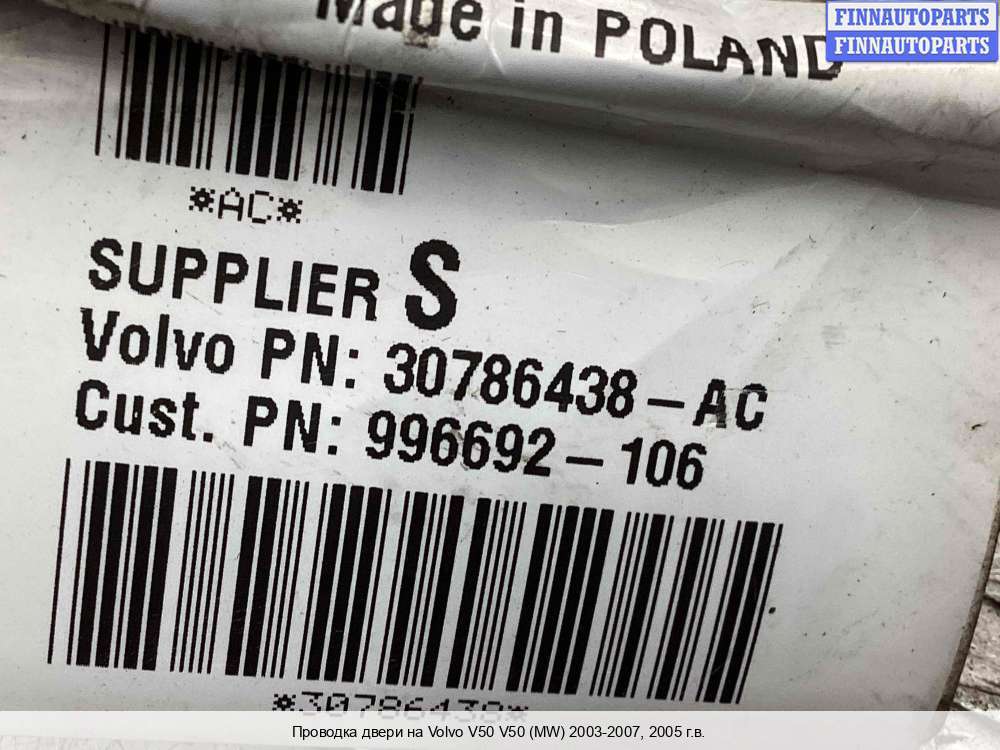 Made in POLAND
FINNAUTOPARTS
FINNAUTOPARTS
*AC*
SUPPLIER S
Volvo PN: 30786438-AC
Cust. PN: 996692-106
*30786438*
Проводка двери на Volvo V50 V50 (MW) 2003-2007, 2005 г.в.